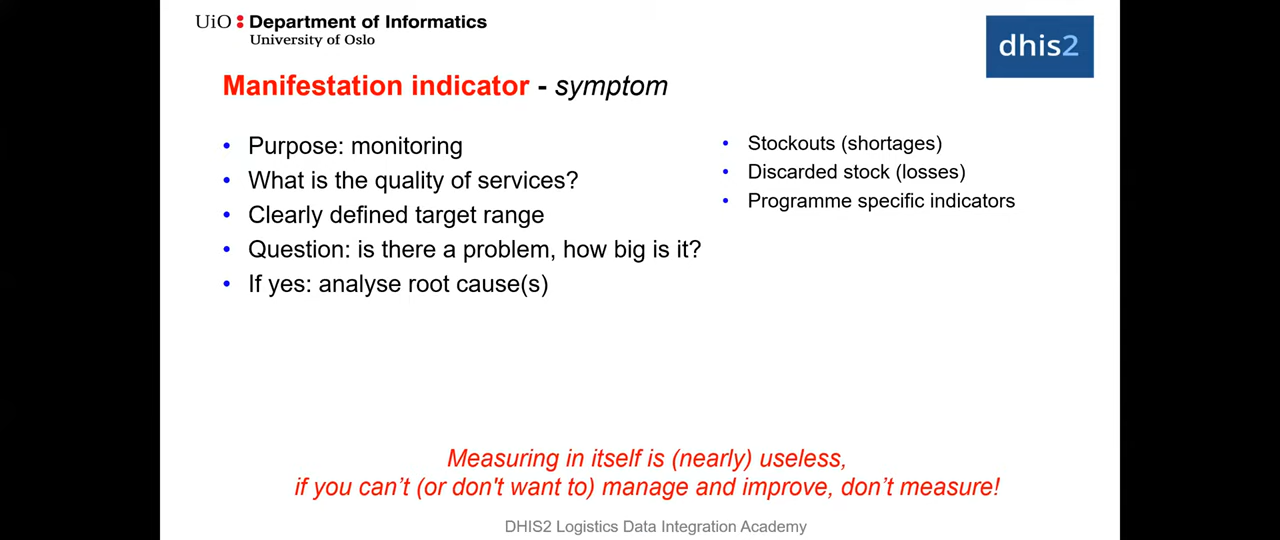 UiO Department of Informatics
University of Oslo
dhis2
Manifestation indicator - symptom
• Purpose: monitoring
• What is the quality of services?
• Clearly defined target range
• Question: is there a problem, how big is it?
• If yes: analyse root cause(s)
• Stockouts (shortages)
• Discarded stock (losses)
• Programme specific indicators
Measuring in itself is (nearly) useless,
if you can't (or don't want to) manage and improve, don't measure!
DHIS2 Logistics Data Integration Academy